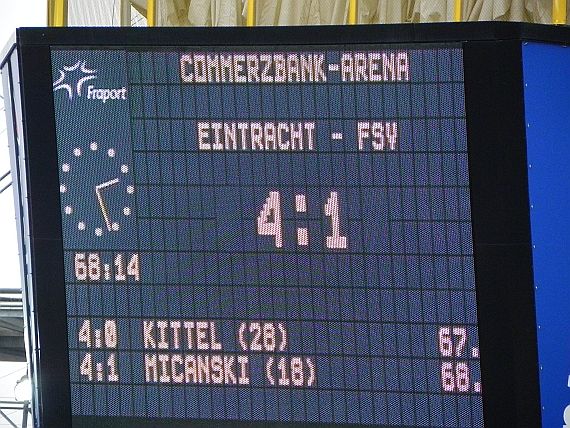 COMMERZBANK-ARENA
Fraport
EINTRACHT - FSV
4:1
68:14
4:0 KITTEL (28) 67.
4:1 MICANSKI (18) 68.